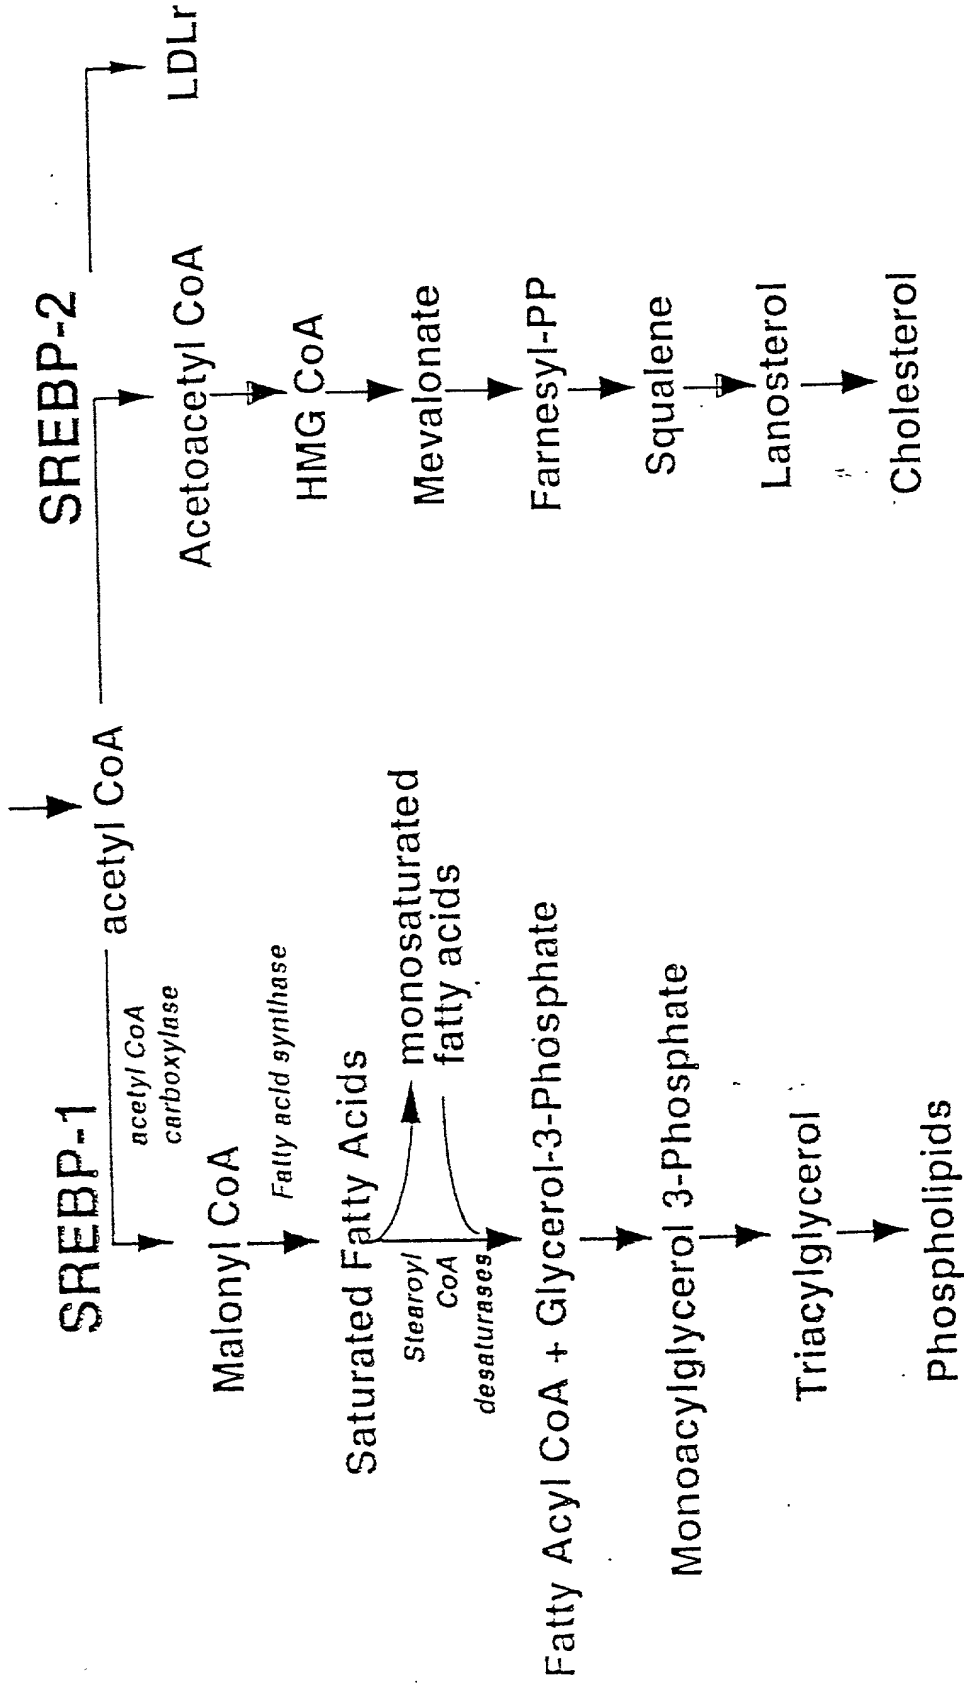 acetyl CoA
SREBP-1
acetyl CoA
carboxylase
Malonyl CoA
Fatty acid synthase
Saturated Fatty Acids
monosaturated
fatty acids
Stearoyl
CoA
desaturases
Fatty Acyl CoA + Glycerol-3-Phosphate
Monoacylglycerol 3-Phosphate
Triacylglycerol
Phospholipids
SREBP-2
LDLr
Acetoacetyl CoA
HMG CoA
Mevalonate
Farnesyl-PP
Squalene
Lanosterol
Cholesterol